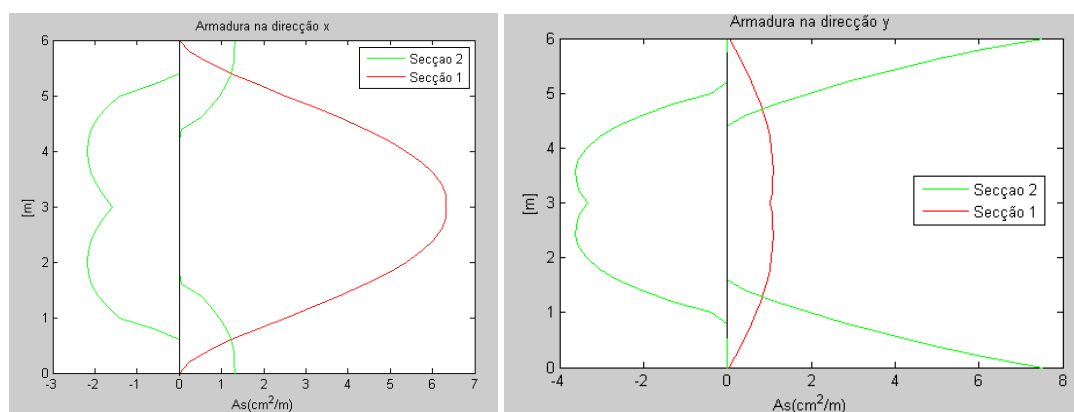 Armadura na direcção x
6
5
4
3
2
1
0
[m]
Secçao 2
Secção 1
-3 -2 -1 0 1 2 3 4 5 6 7
As(cm²/m)
Armadura na direcção y
6
5
4
3
2
1
0
[m]
Secçao 2
Secção 1
-4 -2 0 2 4 6 8
As(cm²/m)